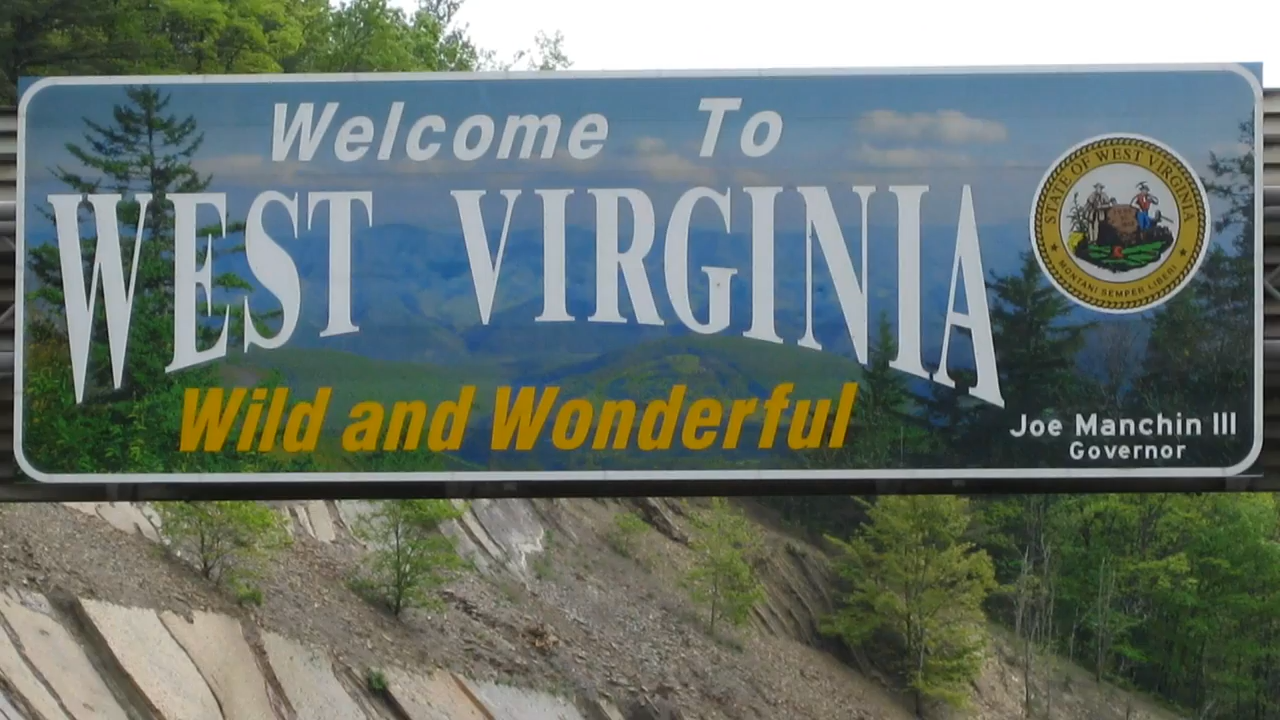 Welcome To
WEST VIRGINIA
Wild and Wonderful
STATE OF WEST VIRGINIA
MONTANI SEMPER LIBERI
Joe Manchin III
Governor